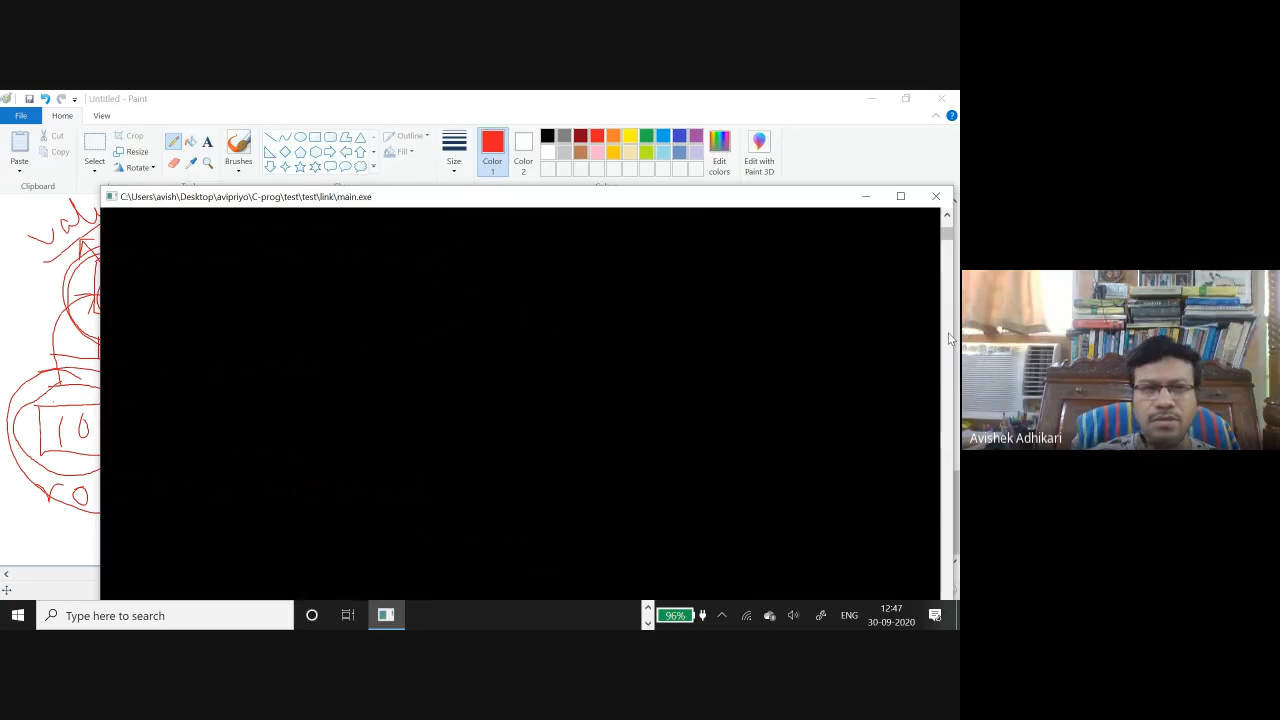 Untitled - Paint
File
Home
View
Paste
Cut
Copy
Clipboard
Select
Crop
Resize
Rotate
Brushes
Outline
Fill
Size
Color
1
Color
2
Edit
colors
Edit with
Paint 3D
C:\Users\avish\Desktop\avipriyo\C-prog\test\test\link\main.exe
10
Avishek Adhikari
Type here to search
96%
ENG
12:47
30-09-2020